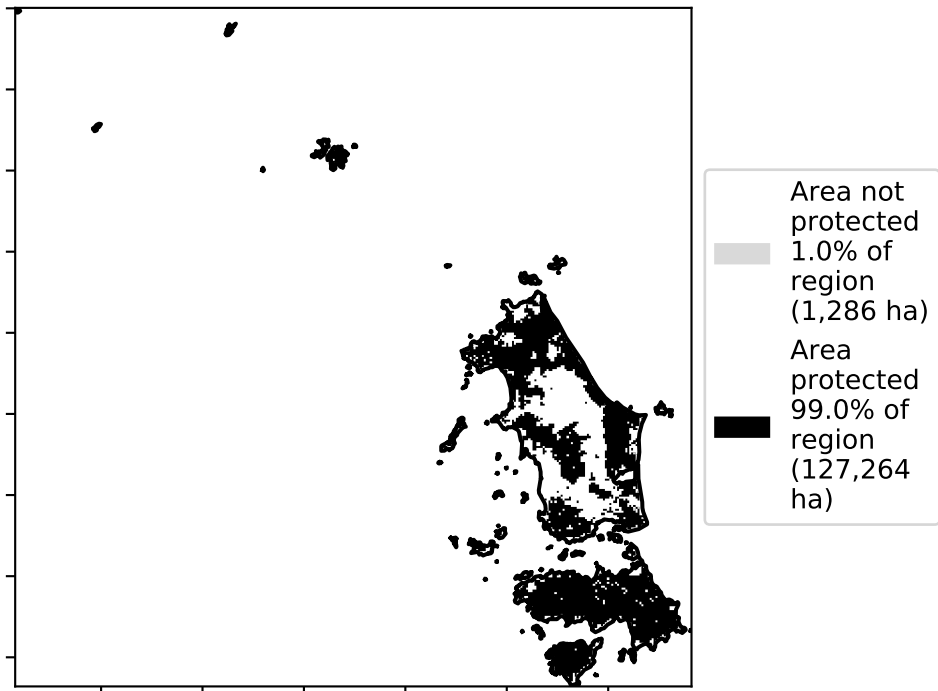 Area not
protected
1.0% of
region
(1,286 ha)
Area
protected
99.0% of
region
(127,264
ha)